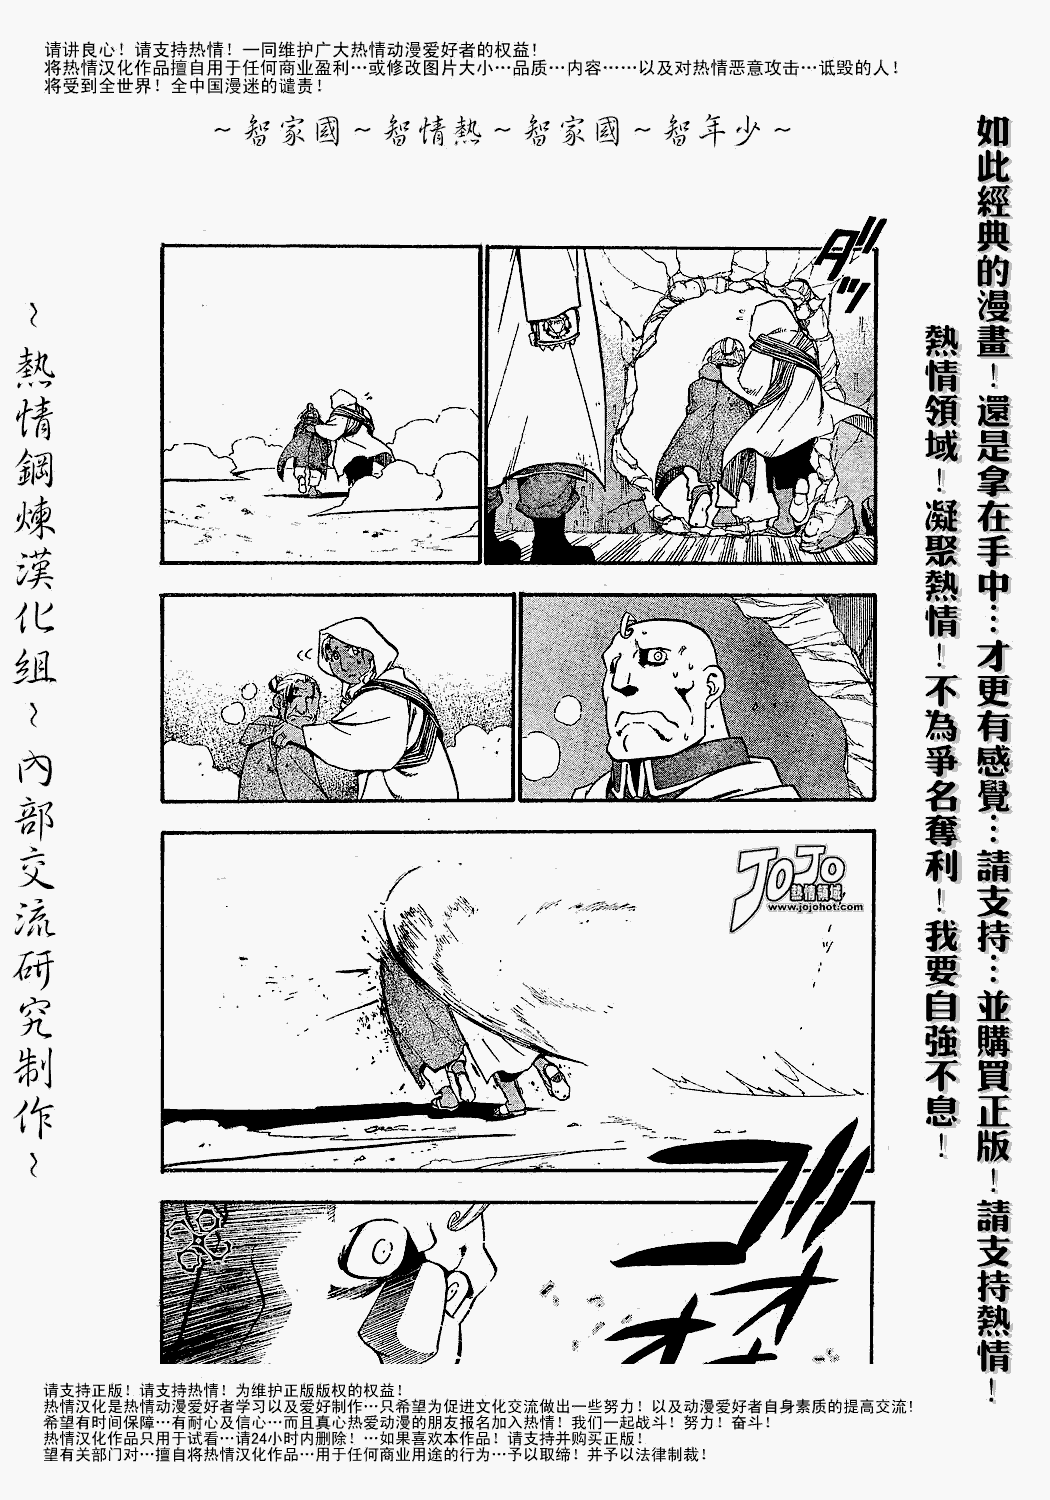 请讲良心！请支持热情！一同维护广大热情动漫爱好者的权益！
将热情汉化作品擅自用于任何商业盈利…或修改图片大小…品质…内容……以及对热情恶意攻击…诋毁的人！
将受到全世界！全中国漫迷的谴责！
～智家國～智情熱～智家國～智年少～
如此經典的漫畫！還是拿在手中…才更有感覺…請支持…並購買正版！請支持熱情！
熱情領域！凝聚熱情！不為爭名奪利！我要自強不息！
～熱情鋼煉漢化組～內部交流研究制作～
ダッ
JOJO
熱情領域
www.jojohot.com
ブオオ
请支持正版！请支持热情！为维护正版版权的权益！
热情汉化是热情动漫爱好者学习以及爱好制作…只希望为促进文化交流做出一些努力！以及动漫爱好者自身素质的提高交流！
希望有时间保障…有耐心及信心…而且真心热爱动漫的朋友报名加入热情！我们一起战斗！努力！奋斗！
热情汉化作品只用于试看…请24小时内删除！…如果喜欢本作品！请支持并购买正版！
望有关部门对…擅自将热情汉化作品…用于任何商业用途的行为…予以取缔！并予以法律制裁！